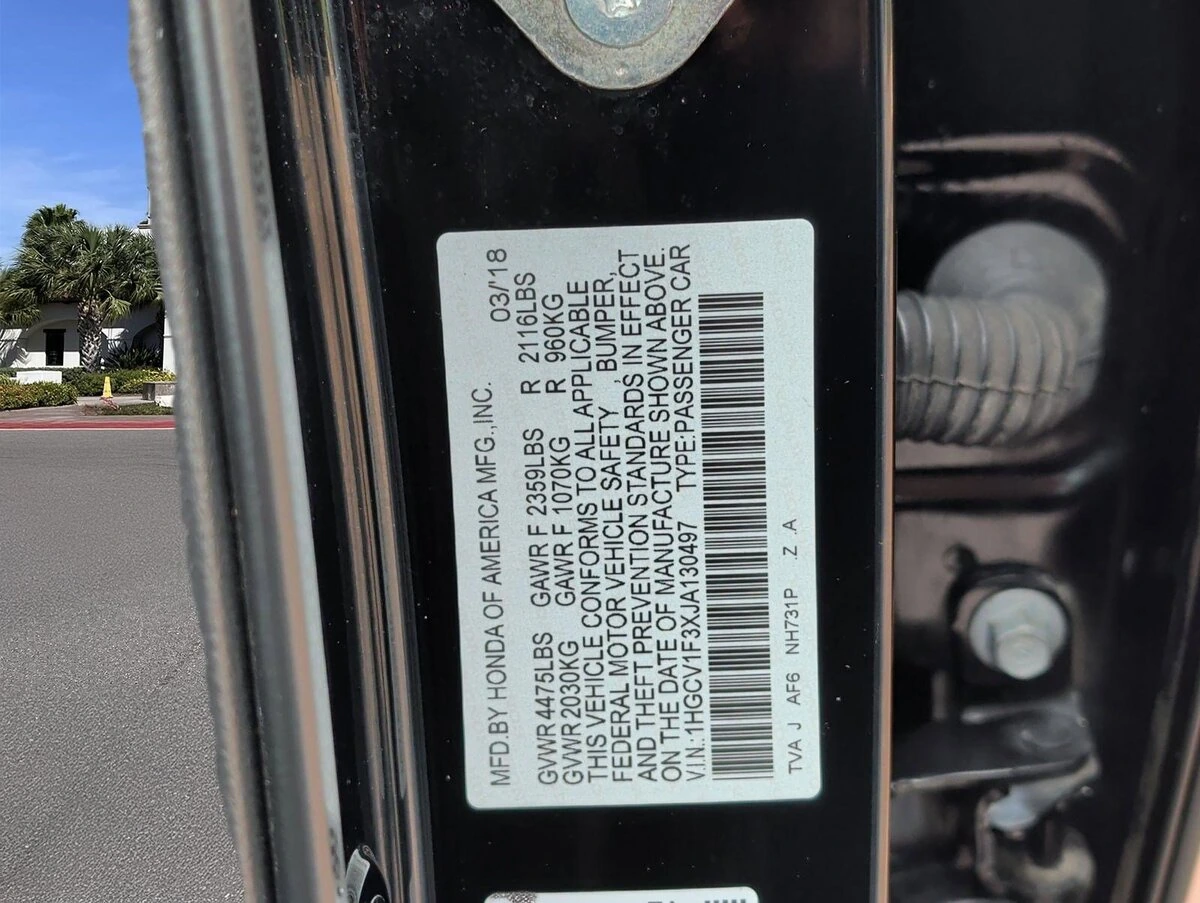 MFD.BY HONDA OF AMERICA MFG.,INC. 03/'18
GVWR 4475LBS GAWR F 2359LBS R 2116LBS
GVWR 2030KG GAWR F 1070KG R 960KG
THIS VEHICLE CONFORMS TO ALL APPLICABLE
FEDERAL MOTOR VEHICLE SAFETY, BUMPER,
AND THEFT PREVENTION STANDARDS IN EFFECT
ON THE DATE OF MANUFACTURE SHOWN ABOVE.
V.I.N.:1HGCV1F3XJA130497 TYPE:PASSENGER CAR
TVA J AF6 NH731P .Z .A